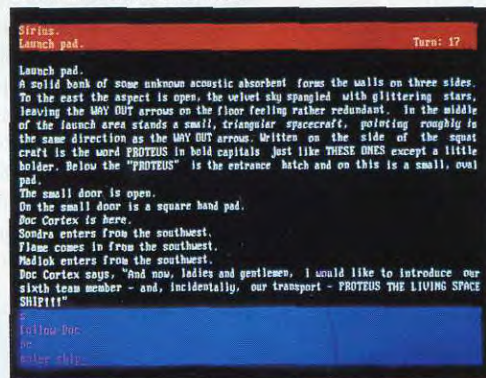 Sirius.
Launch pad. Turn: 17
Launch pad.
A solid bank of some unknown acoustic absorbent forms the walls on three sides.
To the east the aspect is open, the velvet sky spangled with glittering stars,
leaving the WAY OUT arrows on the floor feeling rather redundant. In the middle
of the launch area stands a small, triangular spacecraft, pointing roughly in
the same direction as the WAY OUT arrows. Written on the side of the squat
craft is the word PROTEUS in bold capitals just like THESE ONES except a little
bolder. Below the "PROTEUS" is the entrance hatch and on this is a small, oval
pad.
The small door is open.
On the small door is a square hand pad.
Doc Cortex is here.
Sondra enters from the southwest.
Flame comes in from the southwest.
Madlok enters from the southwest.
Doc Cortex says, "And now, ladies and gentlemen, I would like to introduce our
sixth team member - and, incidentally, our transport - PROTEUS THE LIVING SPACE
SHIP!!!"
follow Doc
ne
enter ship